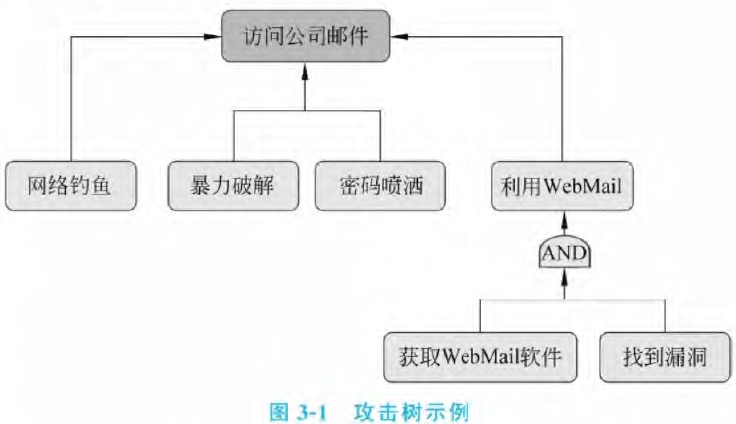 访问公司邮件
网络钓鱼
暴力破解
密码喷洒
利用WebMail
AND
获取WebMail软件
找到漏洞
图 3-1 攻击树示例